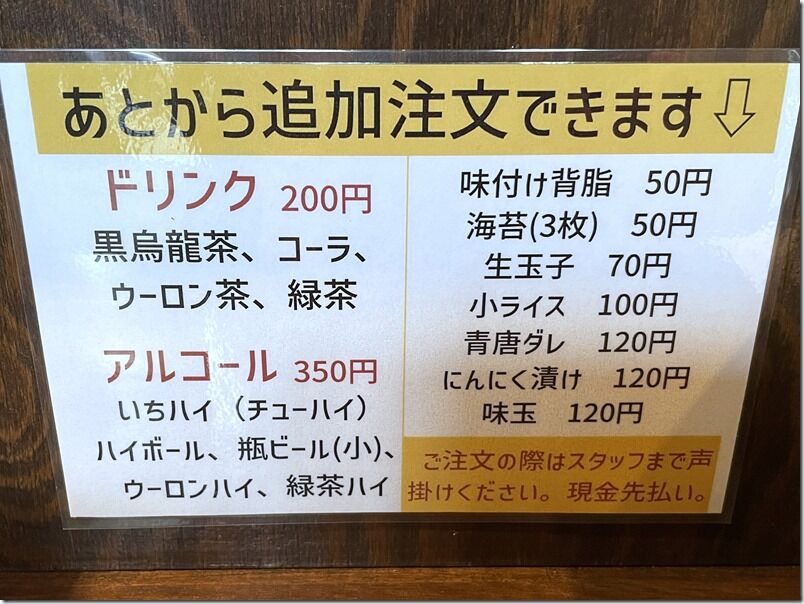 あとから追加注文できます⇩
ドリンク 200円
黒烏龍茶、コーラ、
ウーロン茶、緑茶
アルコール 350円
いちハイ（チューハイ）
ハイボール、瓶ビール(小)、
ウーロンハイ、緑茶ハイ
味付け背脂　50円
海苔(3枚)　50円
生玉子　70円
小ライス　100円
青唐ダレ　120円
にんにく漬け　120円
味玉　120円
ご注文の際はスタッフまで声
掛けください。現金先払い。